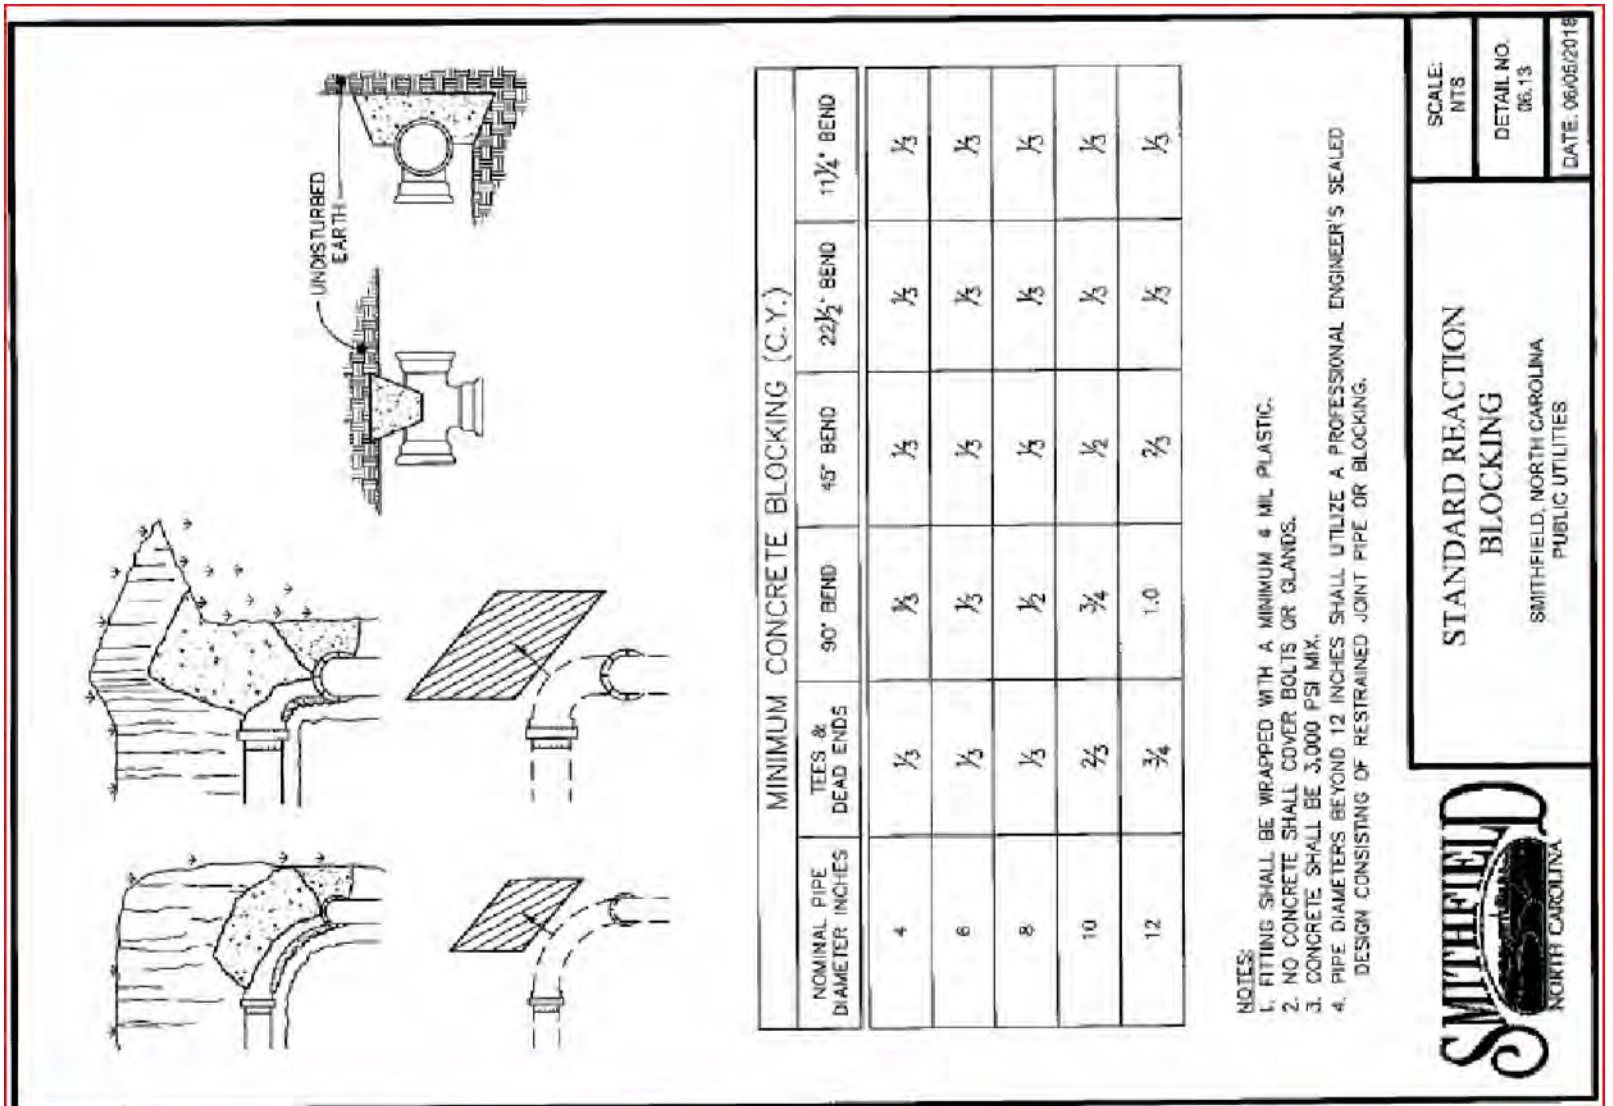 UNDISTURBED
EARTH
MINIMUM CONCRETE BLOCKING (C.Y.)
NOMINAL PIPE DIAMETER INCHES | TEES & DEAD ENDS | 90° BEND | 45° BEND | 22½° BEND | 11¼° BEND
4 | ⅓ | ⅓ | ⅓ | ⅓ | ⅓
6 | ⅓ | ⅓ | ⅓ | ⅓ | ⅓
8 | ⅓ | ½ | ⅓ | ⅓ | ⅓
10 | ⅔ | ¾ | ½ | ⅓ | ⅓
12 | ¾ | 1.0 | ⅔ | ⅓ | ⅓
NOTES:
1. FITTING SHALL BE WRAPPED WITH A MINIMUM 4 MIL PLASTIC.
2. NO CONCRETE SHALL COVER BOLTS OR GLANDS.
3. CONCRETE SHALL BE 3,000 PSI MIX.
4. PIPE DIAMETERS BEYOND 12 INCHES SHALL UTILIZE A PROFESSIONAL ENGINEER'S SEALED
DESIGN CONSISTING OF RESTRAINED JOINT PIPE OR BLOCKING.
SMITHFIELD
NORTH CAROLINA
STANDARD REACTION
BLOCKING
SMITHFIELD, NORTH CAROLINA
PUBLIC UTILITIES
SCALE:
NTS
DETAIL NO.
06.13
DATE: 06/05/2018